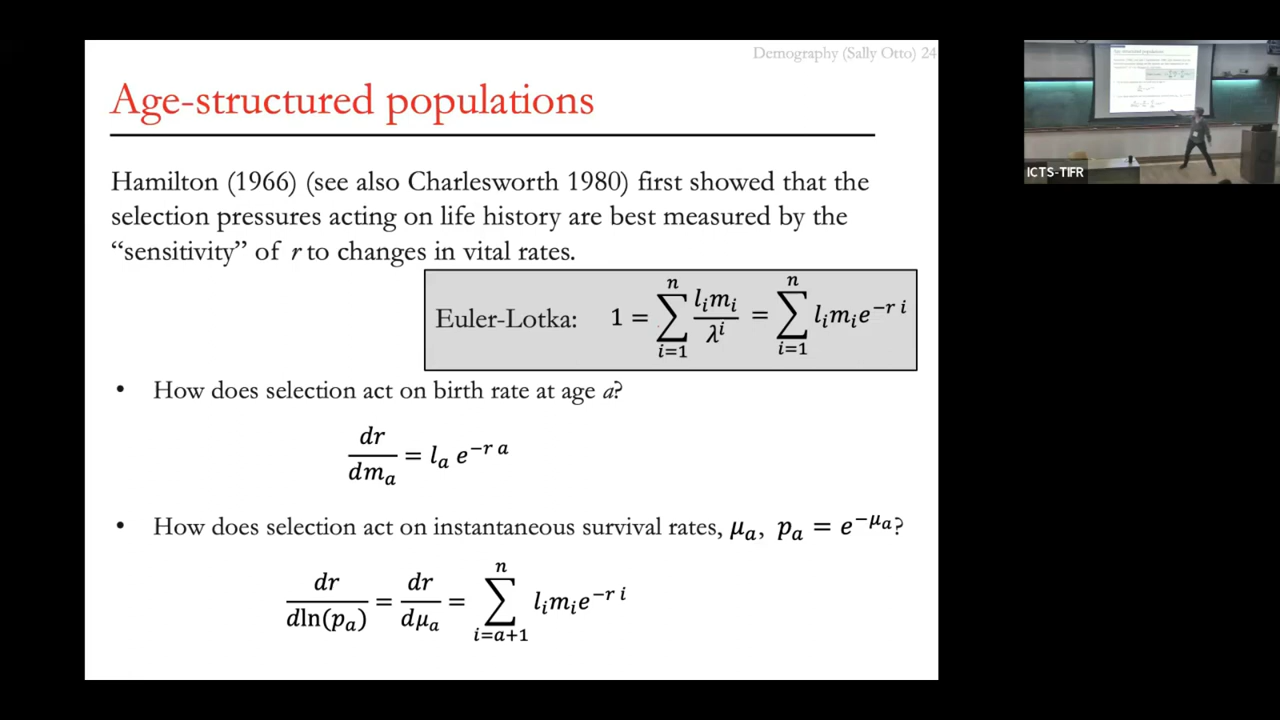 Demography (Sally Otto) 24
Age-structured populations
Hamilton (1966) (see also Charlesworth 1980) first showed that the
selection pressures acting on life history are best measured by the
“sensitivity” of r to changes in vital rates.
Euler-Lotka: 1 = ∑_{i=1}^{n} l_i m_i / λ^i = ∑_{i=1}^{n} l_i m_i e^{−r i}
• How does selection act on birth rate at age a?
dr/dm_a = l_a e^{−r a}
• How does selection act on instantaneous survival rates, μ_a, p_a = e^{−μ_a}?
dr/dln(p_a) = dr/dμ_a = ∑_{i=a+1}^{n} l_i m_i e^{−r i}
ICTS-TIFR